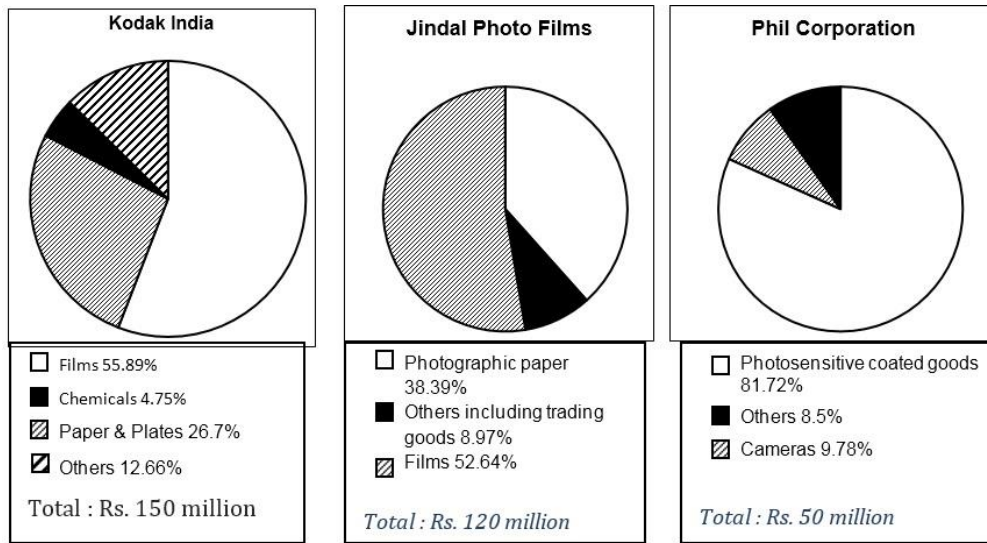 Kodak India
Films 55.89%
Chemicals 4.75%
Paper & Plates 26.7%
Others 12.66%
Total : Rs. 150 million
Jindal Photo Films
Photographic paper
38.39%
Others including trading
goods 8.97%
Films 52.64%
Total : Rs. 120 million
Phil Corporation
Photosensitive coated goods
81.72%
Others 8.5%
Cameras 9.78%
Total : Rs. 50 million